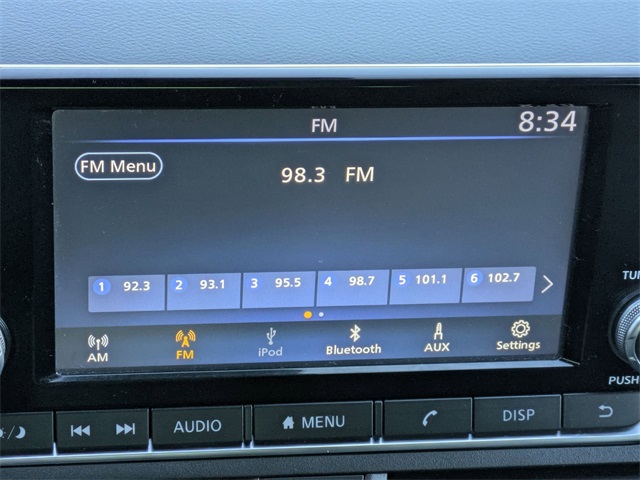 FM 8:34
FM Menu
98.3 FM
1 92.3 2 93.1 3 95.5 4 98.7 5 101.1 6 102.7
AM FM iPod Bluetooth AUX Settings
PUSH
AUDIO MENU DISP